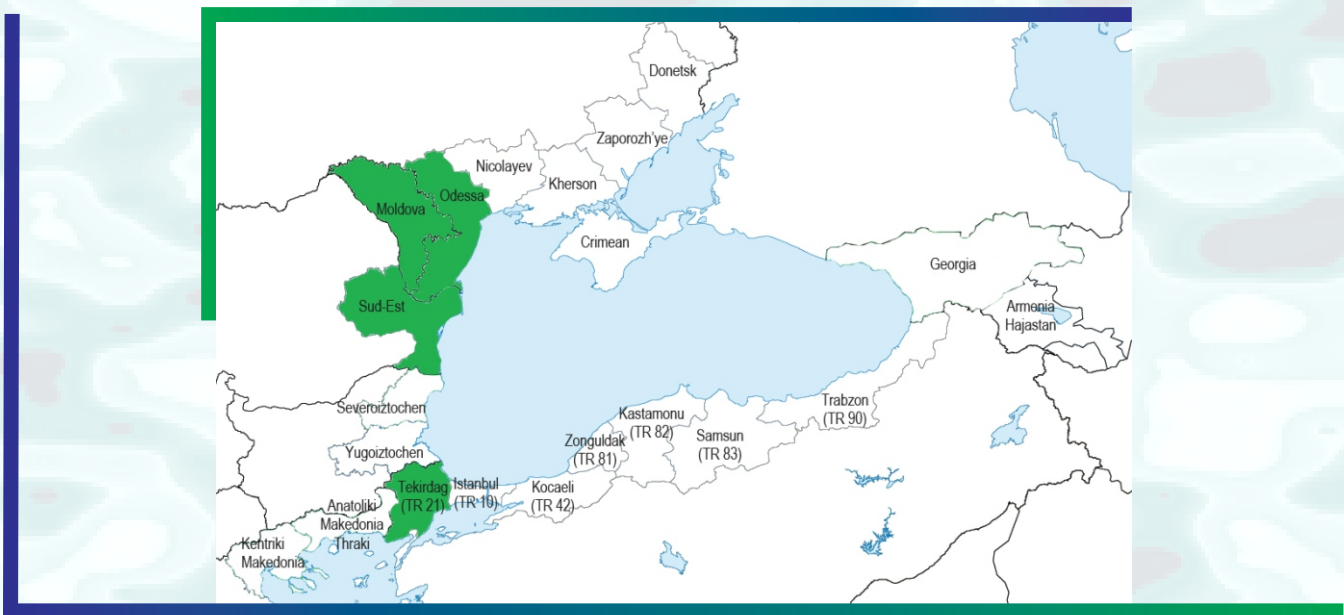 Donetsk
Zaporozh'ye
Nicolayev
Kherson
Odessa
Moldova
Crimean
Georgia
Sud-Est
Armenia
Hajastan
Severoiztochen
Yugoiztochen
Trabzon
(TR 90)
Kastamonu
(TR 82)
Samsun
(TR 83)
Zonguldak
(TR 81)
Tekirdag
(TR 21)
Istanbul
(TR 10)
Kocaeli
(TR 42)
Anatoliki
Makedonia
Thraki
Kentriki
Makedonia